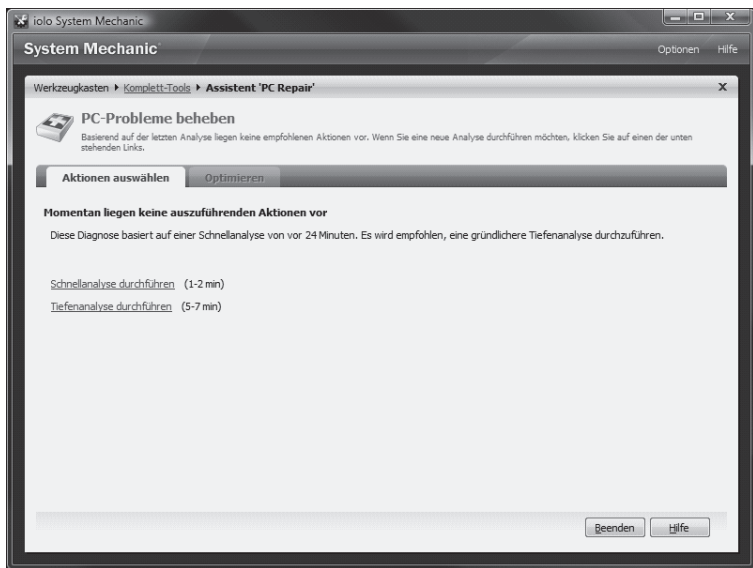 iolo System Mechanic
System Mechanic
Optionen Hilfe
Werkzeugkasten Komplett-Tools Assistent 'PC Repair' X
PC-Probleme beheben
Basierend auf der letzten Analyse liegen keine empfohlenen Aktionen vor. Wenn Sie eine neue Analyse durchführen möchten, klicken Sie auf einen der unten
stehenden Links.
Aktionen auswählen Optimieren
Momentan liegen keine auszuführenden Aktionen vor
Diese Diagnose basiert auf einer Schnellanalyse von vor 24 Minuten. Es wird empfohlen, eine gründlichere Tiefenanalyse durchzuführen.
Schnellanalyse durchführen (1-2 min)
Tiefenanalyse durchführen (5-7 min)
Beenden Hilfe